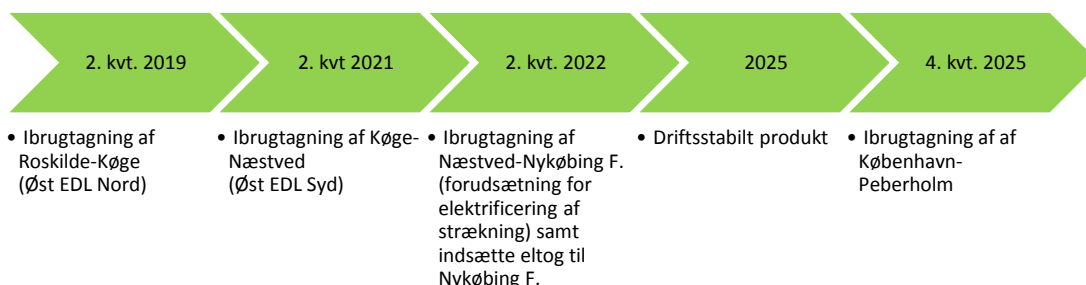 2. kvt. 2019
2. kvt 2021
2. kvt. 2022
2025
4. kvt. 2025
• Ibrugtagning af
Roskilde-Køge
(Øst EDL Nord)
• Ibrugtagning af Køge-
Næstved
(Øst EDL Syd)
• Ibrugtagning af
Næstved-Nykøbing F.
(forudsætning for
elektrificering af
strækning) samt
indsætte eltog til
Nykøbing F.
• Driftsstabilt produkt
• Ibrugtagning af af
København-
Peberholm